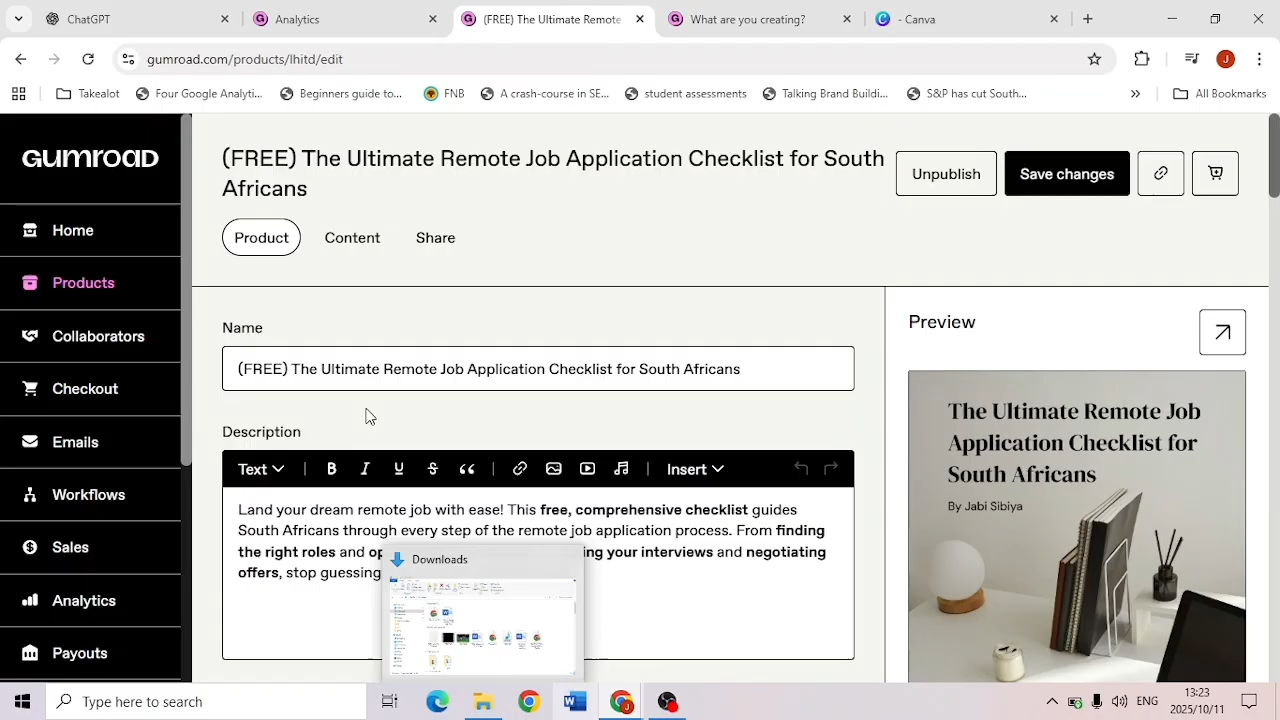 ChatGPT
Analytics
(FREE) The Ultimate Remote
What are you creating?
- Canva
gumroad.com/products/lhitd/edit
Takealot
Four Google Analyti...
Beginners guide to...
FNB
A crash-course in SE...
student assessments
Talking Brand Buildi...
S&P has cut South...
All Bookmarks
GUMROAD
Home
Products
Collaborators
Checkout
Emails
Workflows
Sales
Analytics
Payouts
(FREE) The Ultimate Remote Job Application Checklist for South
Africans
Unpublish
Save changes
Product
Content
Share
Name
(FREE) The Ultimate Remote Job Application Checklist for South Africans
Description
Text
B I U S
Insert
Land your dream remote job with ease! This free, comprehensive checklist guides
South Africans through every step of the remote job application process. From finding
the right roles and op ing your interviews and negotiating
offers, stop guessing
Downloads
Preview
The Ultimate Remote Job
Application Checklist for
South Africans
By Jabi Sibiya
Type here to search
ENG
13:23
2025/10/11